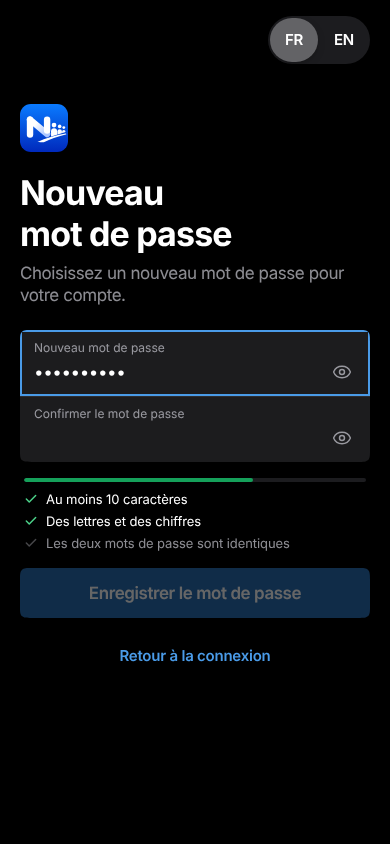 FR EN
N
Nouveau
mot de passe
Choisissez un nouveau mot de passe pour
votre compte.
Nouveau mot de passe
••••••••••
Confirmer le mot de passe
Au moins 10 caractères
Des lettres et des chiffres
Les deux mots de passe sont identiques
Enregistrer le mot de passe
Retour à la connexion